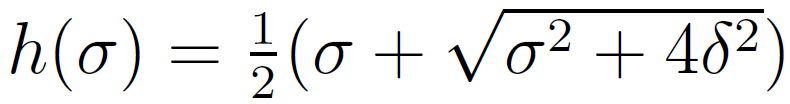 h(σ) = ½(σ + √(σ² + 4δ²))